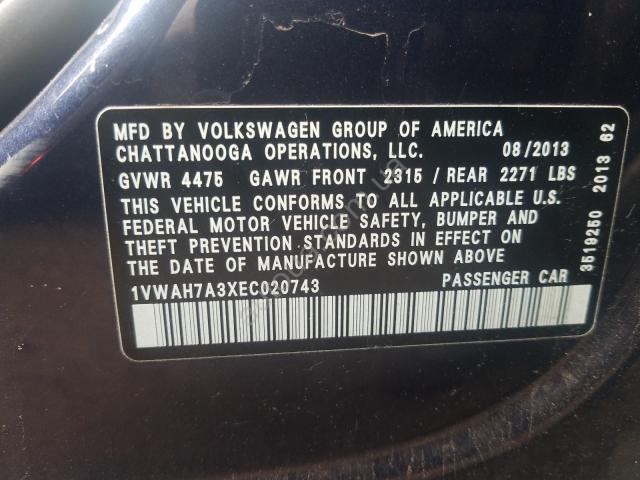 MFD BY VOLKSWAGEN GROUP OF AMERICA
CHATTANOOGA OPERATIONS, LLC. 08/2013
GVWR 4475 GAWR FRONT 2315 / REAR 2271 LBS
THIS VEHICLE CONFORMS TO ALL APPLICABLE U.S.
FEDERAL MOTOR VEHICLE SAFETY, BUMPER AND
THEFT PREVENTION STANDARDS IN EFFECT ON
THE DATE OF MANUFACTURE SHOWN ABOVE
1VWAH7A3XEC020743 PASSENGER CAR
3519250 2013 62